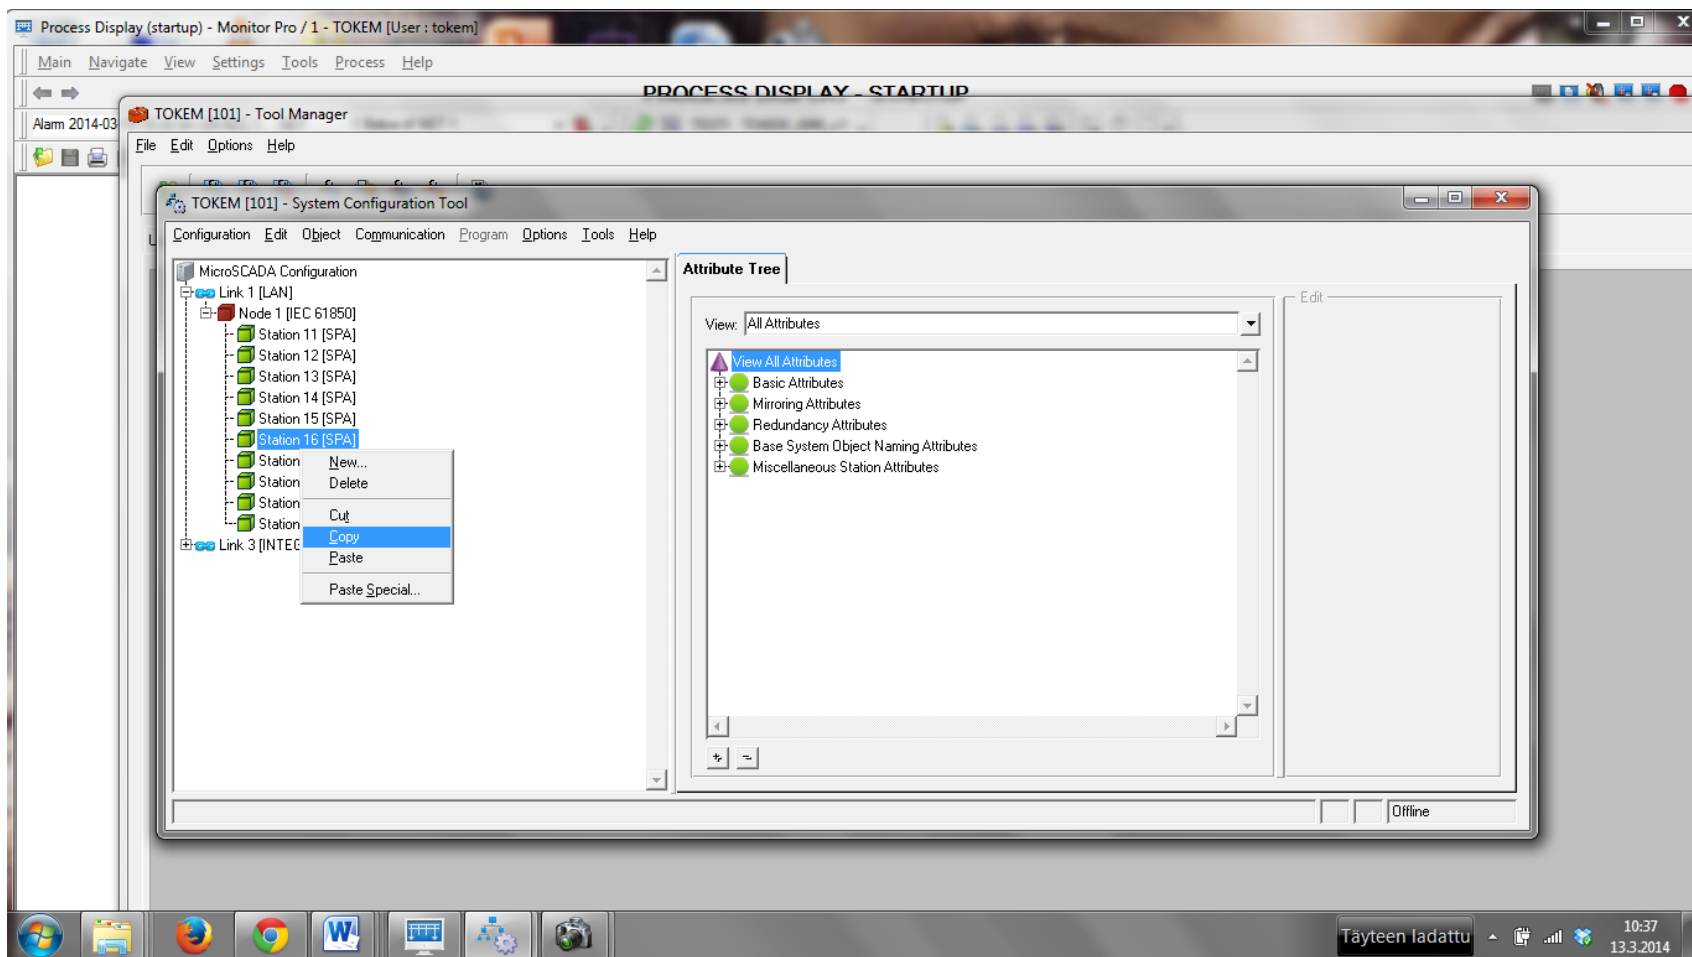 Process Display (startup) - Monitor Pro / 1 - TOKEM [User : tokem]
Main Navigate View Settings Tools Process Help
PROCESS DISPLAY - STARTUP
Alarm 2014-03
TOKEM [101] - Tool Manager
File Edit Options Help
TOKEM [101] - System Configuration Tool
Configuration Edit Object Communication Program Options Tools Help
MicroSCADA Configuration
Link 1 [LAN]
Node 1 [IEC 61850]
Station 11 [SPA]
Station 12 [SPA]
Station 13 [SPA]
Station 14 [SPA]
Station 15 [SPA]
Station 16 [SPA]
Station
Station
Station
Station
Link 3 [INTEG
New...
Delete
Cut
Copy
Paste
Paste Special...
Attribute Tree
View: All Attributes
View All Attributes
Basic Attributes
Mirroring Attributes
Redundancy Attributes
Base System Object Naming Attributes
Miscellaneous Station Attributes
Edit
Offline
Täyteen ladattu
10:37
13.3.2014